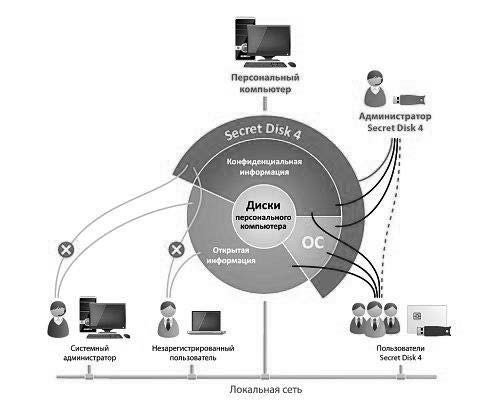 Персональный
компьютер
Администратор
Secret Disk 4
Secret Disk 4
Конфиденциальная
информация
Диски
персонального
компьютера
ОС
Открытая
информация
Системный
администратор
Незарегистрированный
пользователь
Пользователи
Secret Disk 4
Локальная сеть